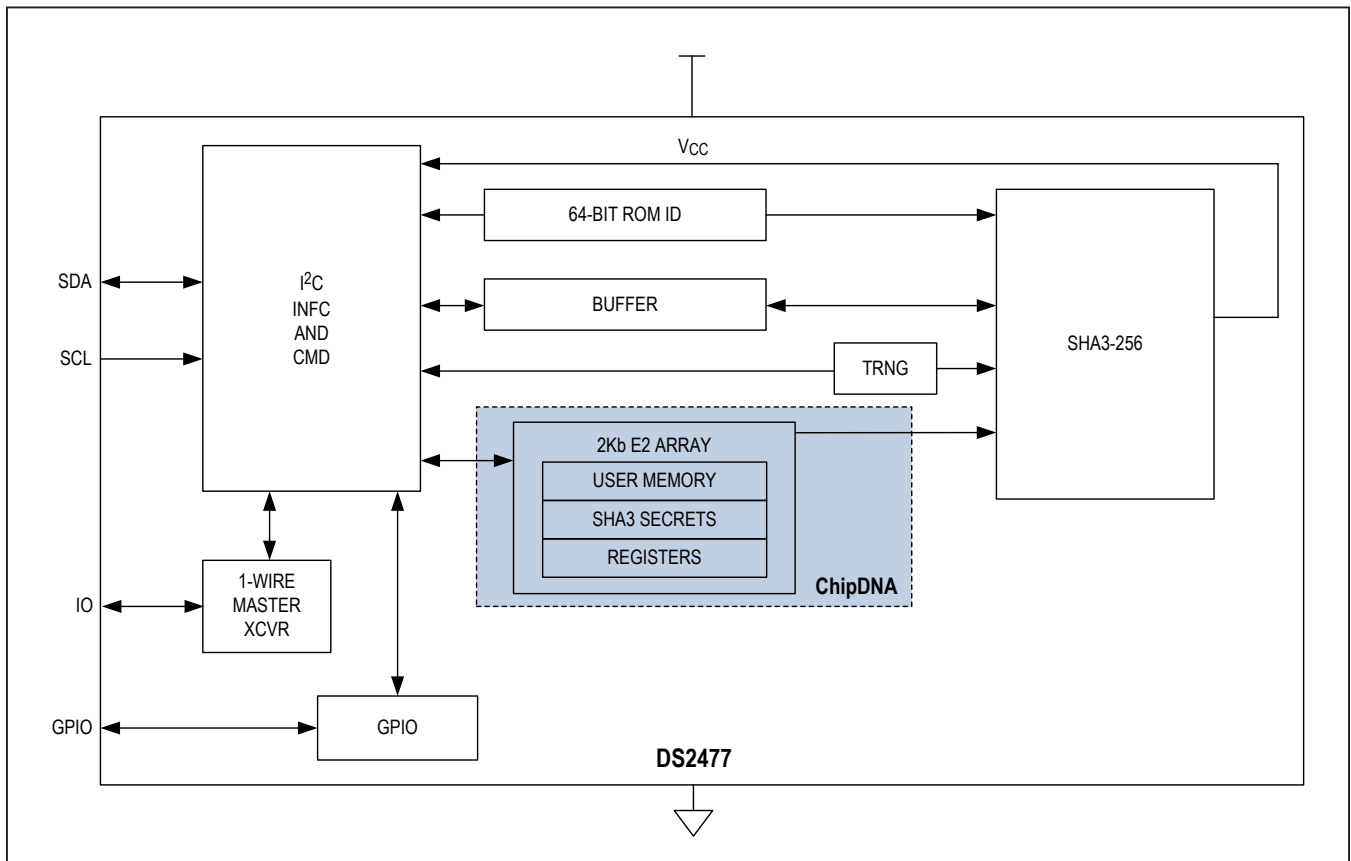 VCC
64-BIT ROM ID
SDA
I²C
INFC
AND
CMD
BUFFER
SHA3-256
SCL
TRNG
2Kb E2 ARRAY
USER MEMORY
SHA3 SECRETS
REGISTERS
ChipDNA
IO
1-WIRE
MASTER
XCVR
GPIO
GPIO
DS2477